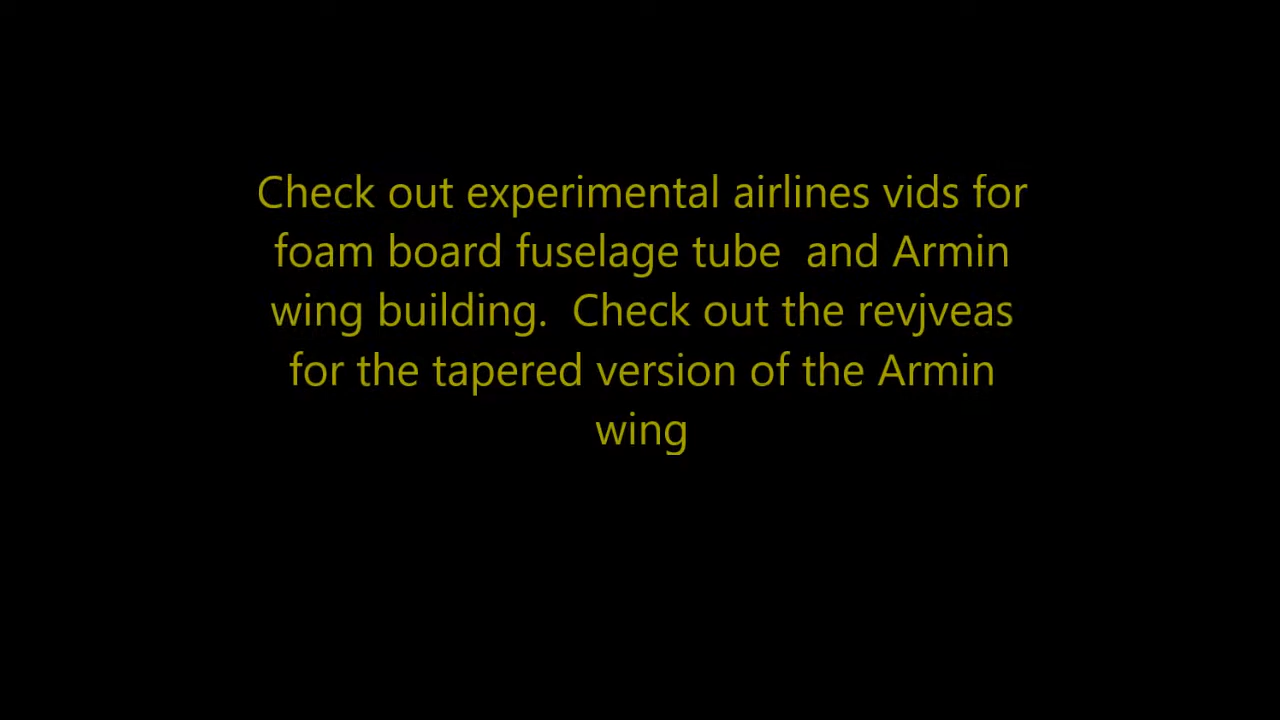 Check out experimental airlines vids for
foam board fuselage tube  and Armin
wing building.  Check out the revjveas
for the tapered version of the Armin
wing